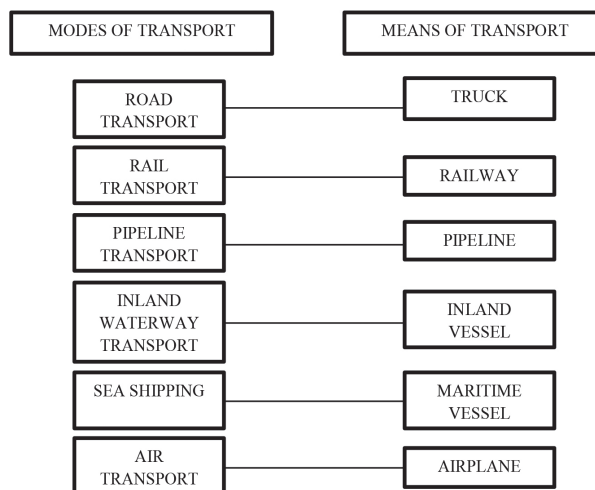 MODES OF TRANSPORT
MEANS OF TRANSPORT
ROAD
TRANSPORT
TRUCK
RAIL
TRANSPORT
RAILWAY
PIPELINE
TRANSPORT
PIPELINE
INLAND
WATERWAY
TRANSPORT
INLAND
VESSEL
SEA SHIPPING
MARITIME
VESSEL
AIR
TRANSPORT
AIRPLANE